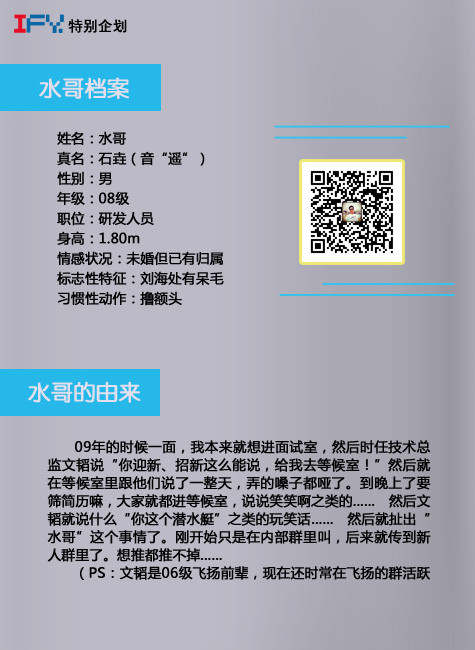 IFY. 特别企划
水哥档案
姓名：水哥
真名：石垚（音“遥”）
性别：男
年级：08级
职位：研发人员
身高：1.80m
情感状况：未婚但已有归属
标志性特征：刘海处有呆毛
习惯性动作：撸额头
水哥的由来
09年的时候一面，我本来就想进面试室，然后时任技术总
监文韬说“你迎新、招新这么能说，给我去等候室！”然后就
在等候室里跟他们说了一整天，弄的嗓子都哑了。到晚上了要
筛简历嘛，大家就都进等候室，说说笑笑啊之类的...... 然后文
韬就说什么“你这个潜水艇”之类的玩笑话...... 然后就扯出“
水哥”这个事情了。刚开始只是在内部群里叫，后来就传到新
人群里了。想推都推不掉......
（PS：文韬是06级飞扬前辈，现在还时常在飞扬的群活跃